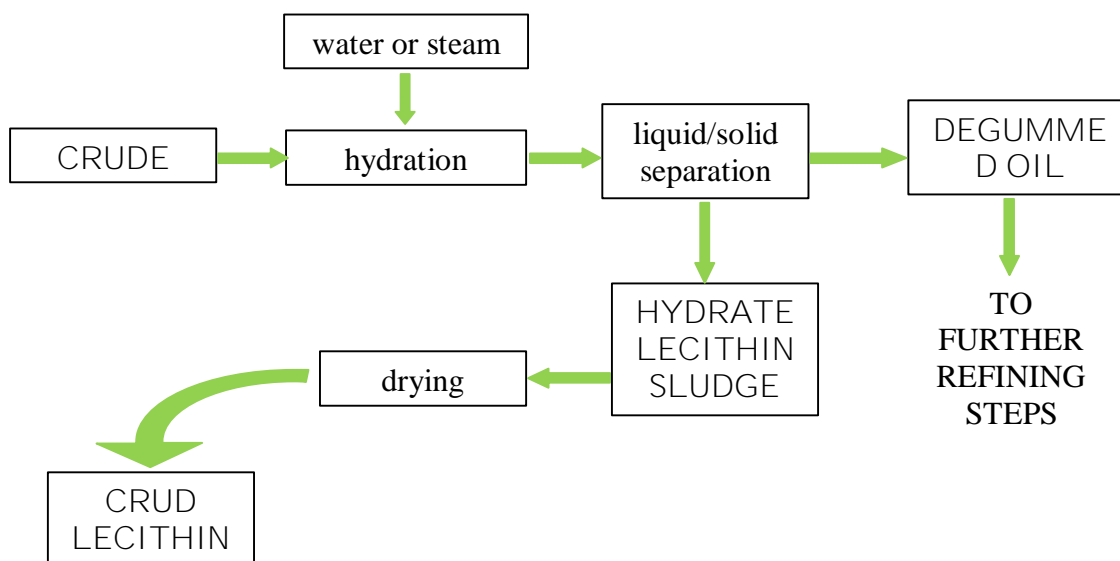 water or steam
CRUDE
hydration
liquid/solid
separation
DEGUMME
D OIL
HYDRATE
LECITHIN
SLUDGE
TO
FURTHER
REFINING
STEPS
drying
CRUD
LECITHIN